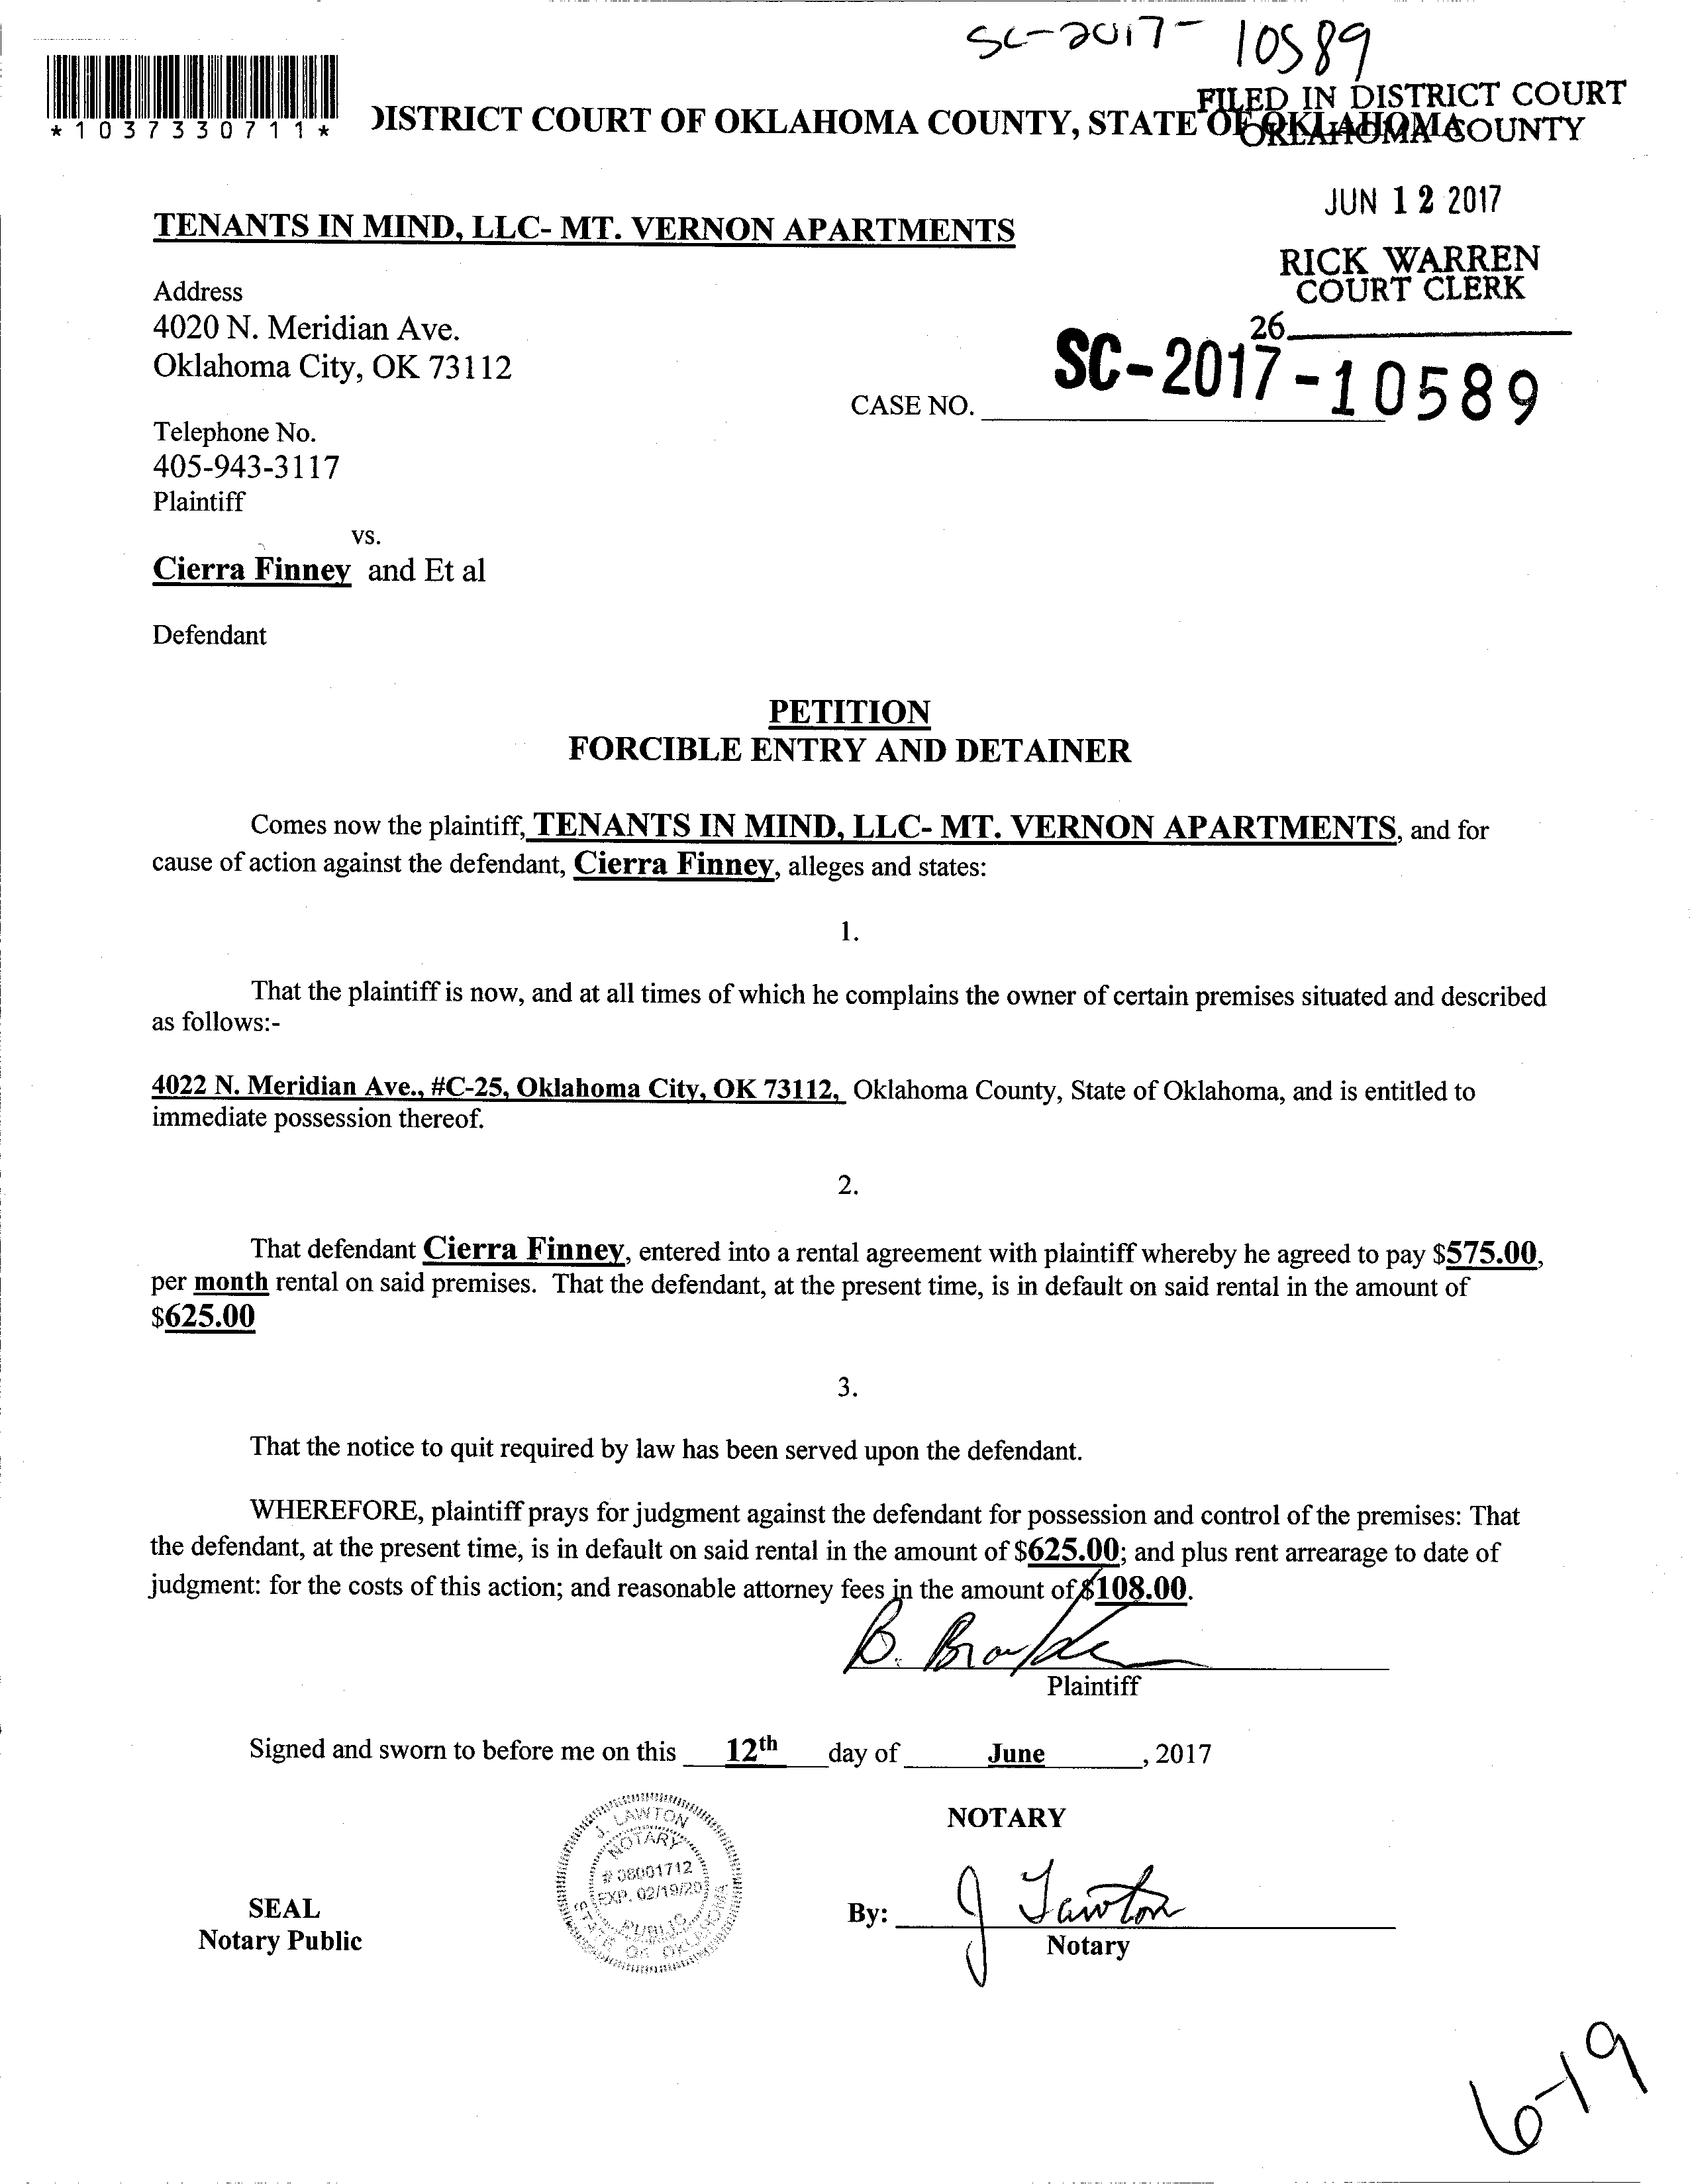 SC-2017-10589
*1037330711*
DISTRICT COURT OF OKLAHOMA COUNTY, STATE OF OKLAHOMA
FILED IN DISTRICT COURT
OKLAHOMA COUNTY
JUN 12 2017
TENANTS IN MIND, LLC- MT. VERNON APARTMENTS
RICK WARREN
COURT CLERK
Address
4020 N. Meridian Ave.
26
Oklahoma City, OK 73112
CASE NO. SC-2017-10589
Telephone No.
405-943-3117
Plaintiff
vs.
Cierra Finney and Et al
Defendant
PETITION
FORCIBLE ENTRY AND DETAINER
Comes now the plaintiff, TENANTS IN MIND, LLC- MT. VERNON APARTMENTS, and for
cause of action against the defendant, Cierra Finney, alleges and states:
1.
That the plaintiff is now, and at all times of which he complains the owner of certain premises situated and described
as follows:-
4022 N. Meridian Ave., #C-25, Oklahoma City, OK 73112, Oklahoma County, State of Oklahoma, and is entitled to
immediate possession thereof.
2.
That defendant Cierra Finney, entered into a rental agreement with plaintiff whereby he agreed to pay $575.00,
per month rental on said premises. That the defendant, at the present time, is in default on said rental in the amount of
$625.00
3.
That the notice to quit required by law has been served upon the defendant.
WHEREFORE, plaintiff prays for judgment against the defendant for possession and control of the premises: That
the defendant, at the present time, is in default on said rental in the amount of $625.00; and plus rent arrearage to date of
judgment: for the costs of this action; and reasonable attorney fees in the amount of $108.00.
B.
Plaintiff
Signed and sworn to before me on this 12th day of June, 2017
J. LAWTON
NOTARY
# 08001712
EXP. 02/19/20
PUBLIC
STATE OF OKLAHOMA
NOTARY
SEAL
Notary Public
By: J Lawton
Notary
6-19